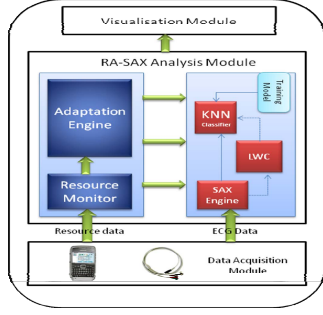 Visualisation Module
RA-SAX Analysis Module
Adaptation
Engine
Resource
Monitor
KNN
Classifier
Training
Model
LWC
SAX
Engine
Resource data
ECG Data
Data Acquisition
Module